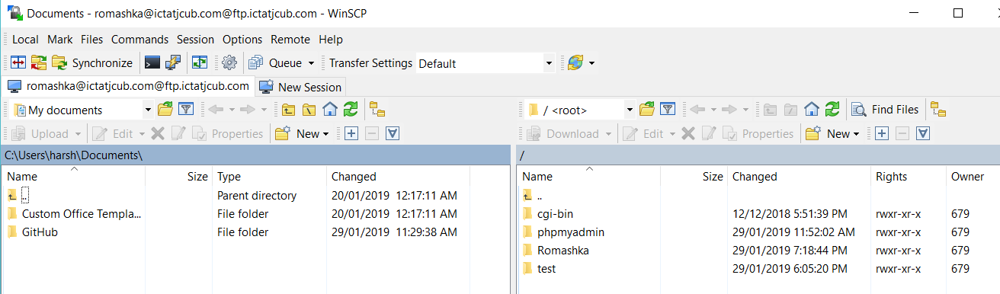 Documents - romashka@ictatjcub.com@ftp.ictatjcub.com - WinSCP
Local Mark Files Commands Session Options Remote Help
Synchronize Queue Transfer Settings Default
romashka@ictatjcub.com@ftp.ictatjcub.com New Session
My documents / <root> Find Files
Upload Edit Properties New Download Edit Properties New
C:\Users\harsh\Documents\ /
Name Size Type Changed Name Size Changed Rights Owner
.. Parent directory 20/01/2019 12:17:11 AM ..
Custom Office Templa... File folder 20/01/2019 12:17:11 AM cgi-bin 12/12/2018 5:51:39 PM rwxr-xr-x 679
GitHub File folder 29/01/2019 11:29:38 AM phpmyadmin 29/01/2019 11:52:02 AM rwxr-xr-x 679
Romashka 29/01/2019 7:18:44 PM rwxr-xr-x 679
test 29/01/2019 6:05:20 PM rwxr-xr-x 679